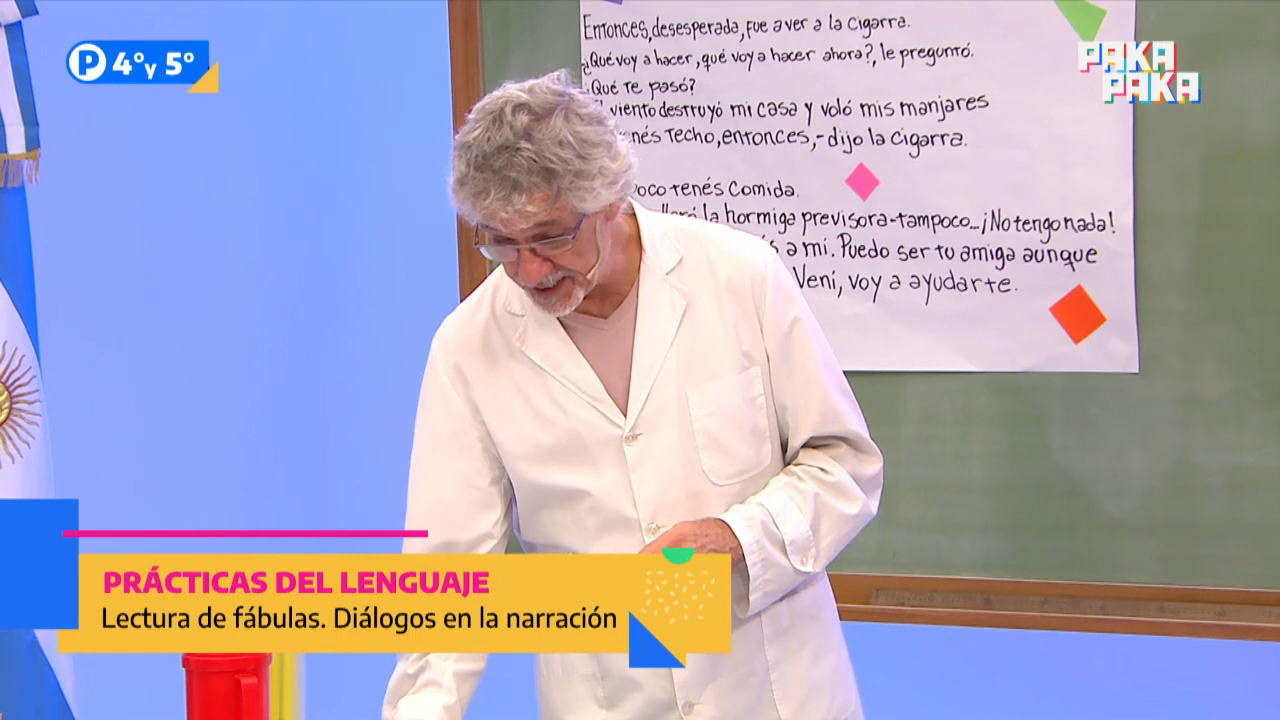 P 4º y 5º
PAKA
PAKA
Entonces, desesperada, fue a ver a la cigarra.
¿Qué voy a hacer, qué voy a hacer ahora?, le preguntó.
¿Qué te pasó?
viento destruyó mi casa y voló mis manjares
techo, entonces,- dijo la cigarra.
tenés comida.
la hormiga previsora-tampoco...¡No tengo nada!
a mí. Puedo ser tu amiga aunque
Vení, voy a ayudarte.
PRÁCTICAS DEL LENGUAJE
Lectura de fábulas. Diálogos en la narración